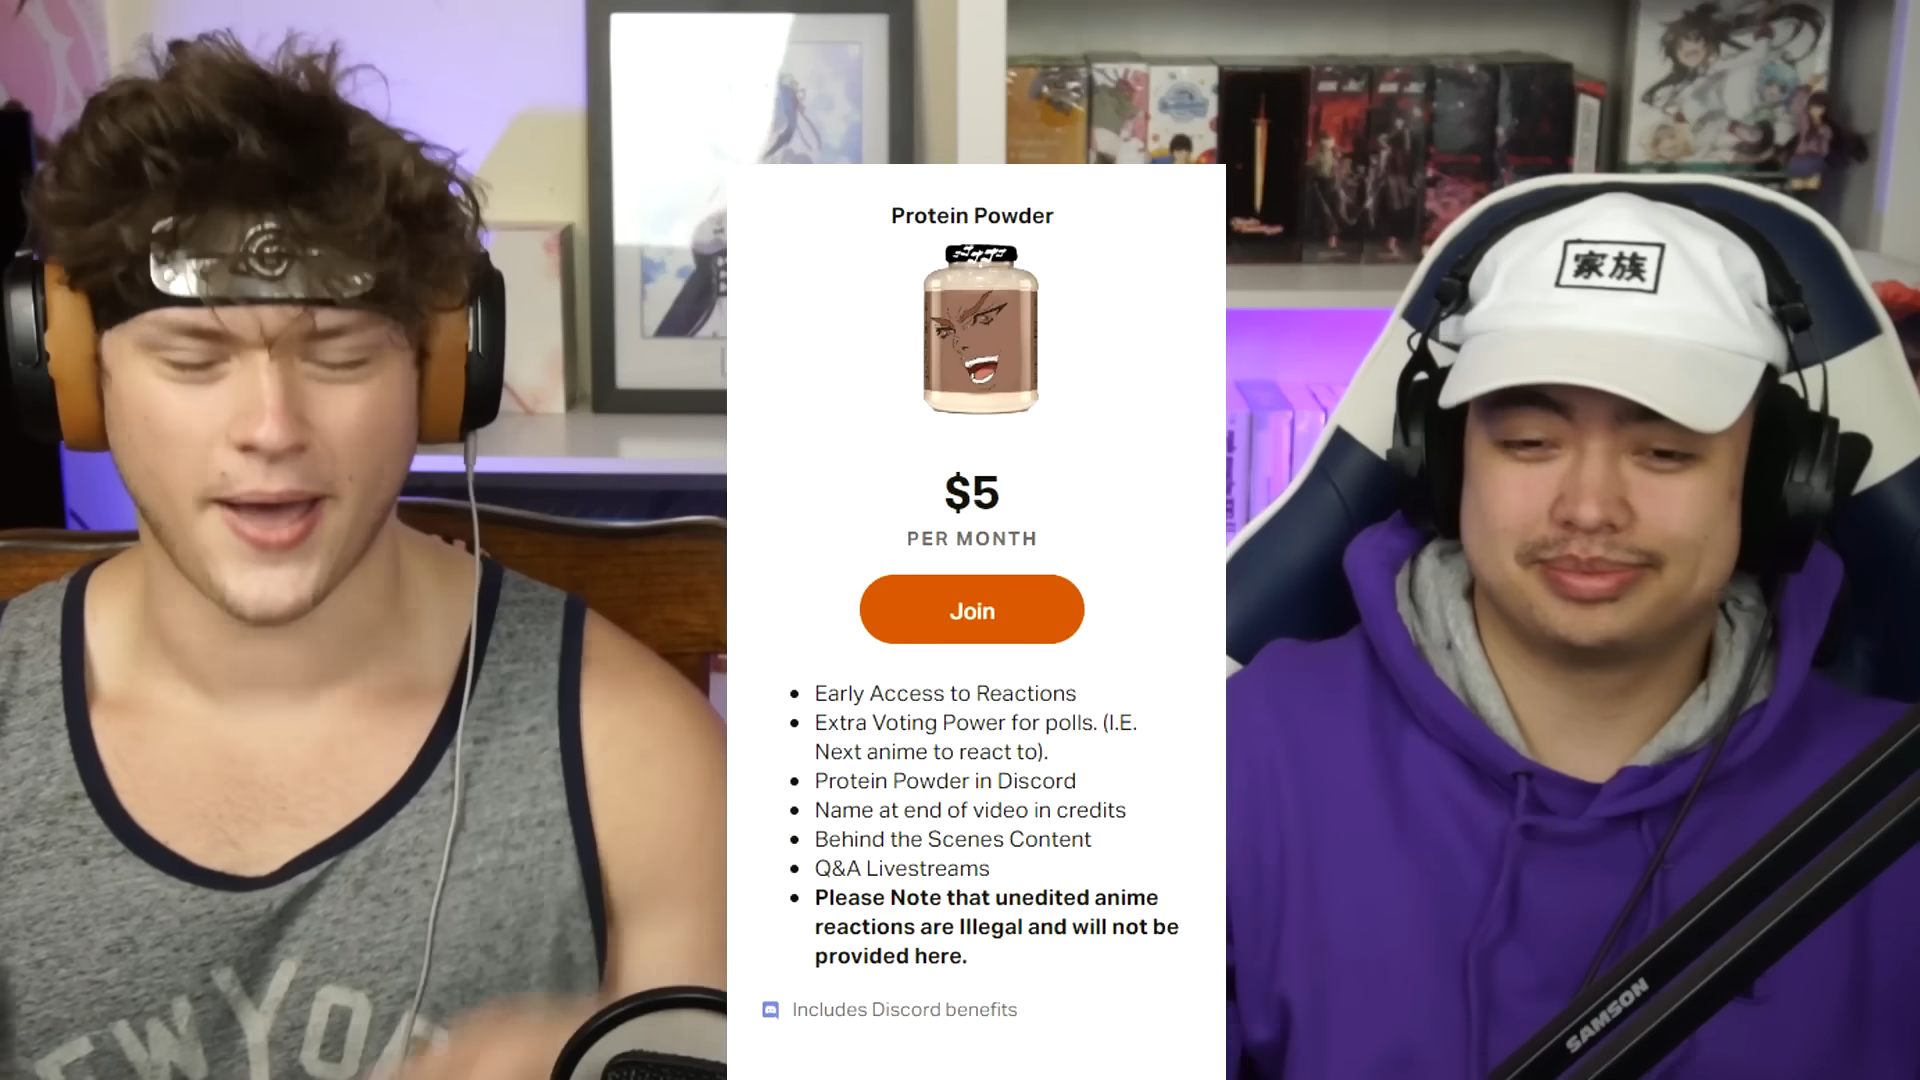 Protein Powder
$5
PER MONTH
Join
Early Access to Reactions
Extra Voting Power for polls. (I.E.
Next anime to react to).
Protein Powder in Discord
Name at end of video in credits
Behind the Scenes Content
Q&A Livestreams
Please Note that unedited anime
reactions are Illegal and will not be
provided here.
Includes Discord benefits
家族
EW YO
SAMSON